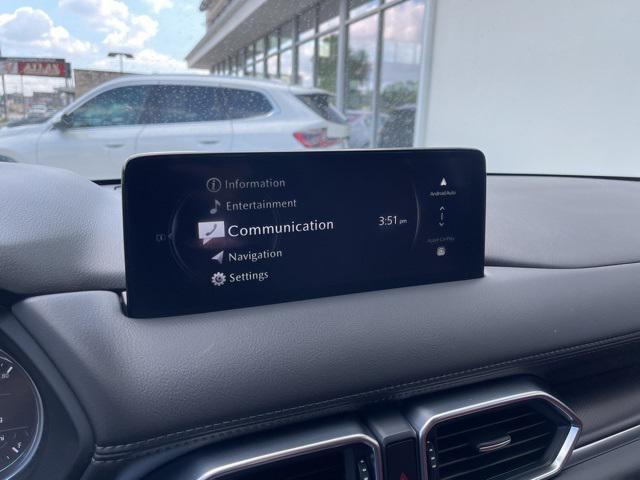 Information
Entertainment
Communication
Navigation
Settings
3:51 pm
Android Auto
Apple CarPlay